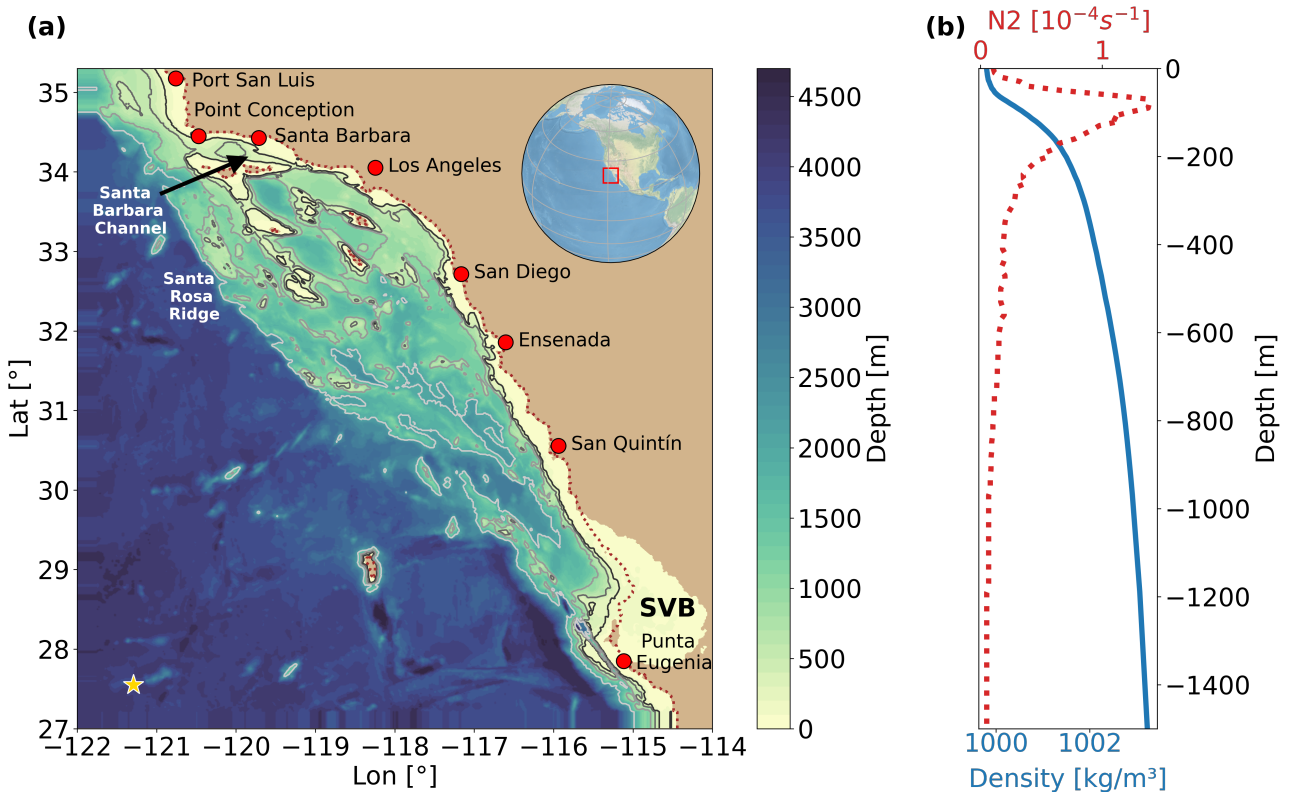 (a)
35
34
33
32
31
30
29
28
27
Lat [°]
−122
−121
−120
−119
−118
−117
−116
−115
−114
Lon [°]
Port San Luis
Point Conception
Santa Barbara
Los Angeles
Santa
Barbara
Channel
San Diego
Santa
Rosa
Ridge
Ensenada
San Quintín
SVB
Punta
Eugenia
4500
4000
3500
3000
2500
2000
1500
1000
500
0
Depth [m]
(b)
N2 [10⁻⁴s⁻¹]
0
1
0
−200
−400
−600
−800
−1000
−1200
−1400
Depth [m]
1000
1002
Density [kg/m³]